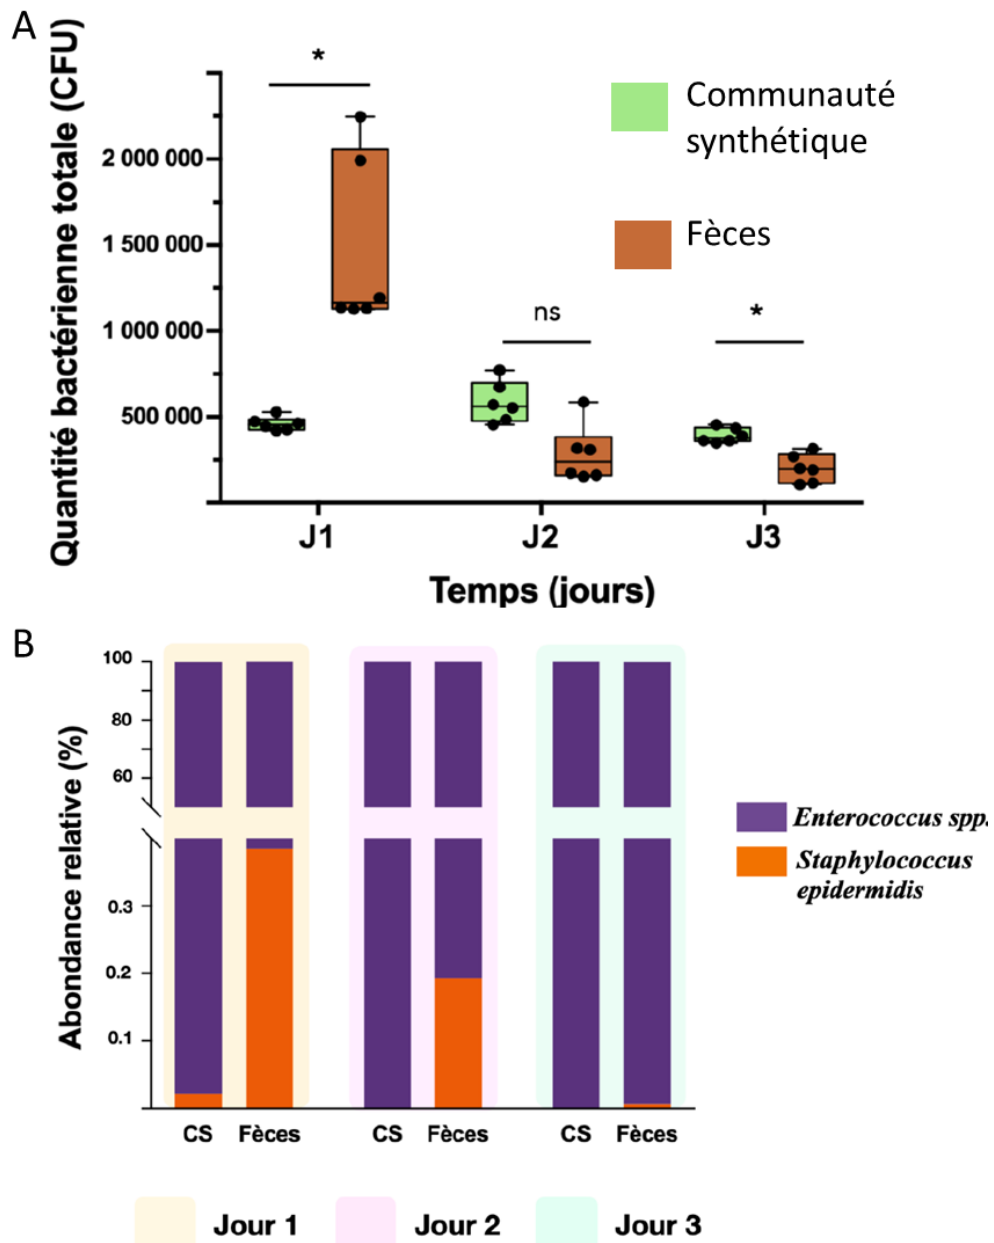 A
Quantité bactérienne totale (CFU)
2 000 000
1 500 000
1 000 000
500 000
*
ns
*
Communauté
synthétique
Fèces
J1 J2 J3
Temps (jours)
B
Abondance relative (%)
100
80
60
0.3
0.2
0.1
CS Fèces CS Fèces CS Fèces
Enterococcus spp.
Staphylococcus
epidermidis
Jour 1 Jour 2 Jour 3